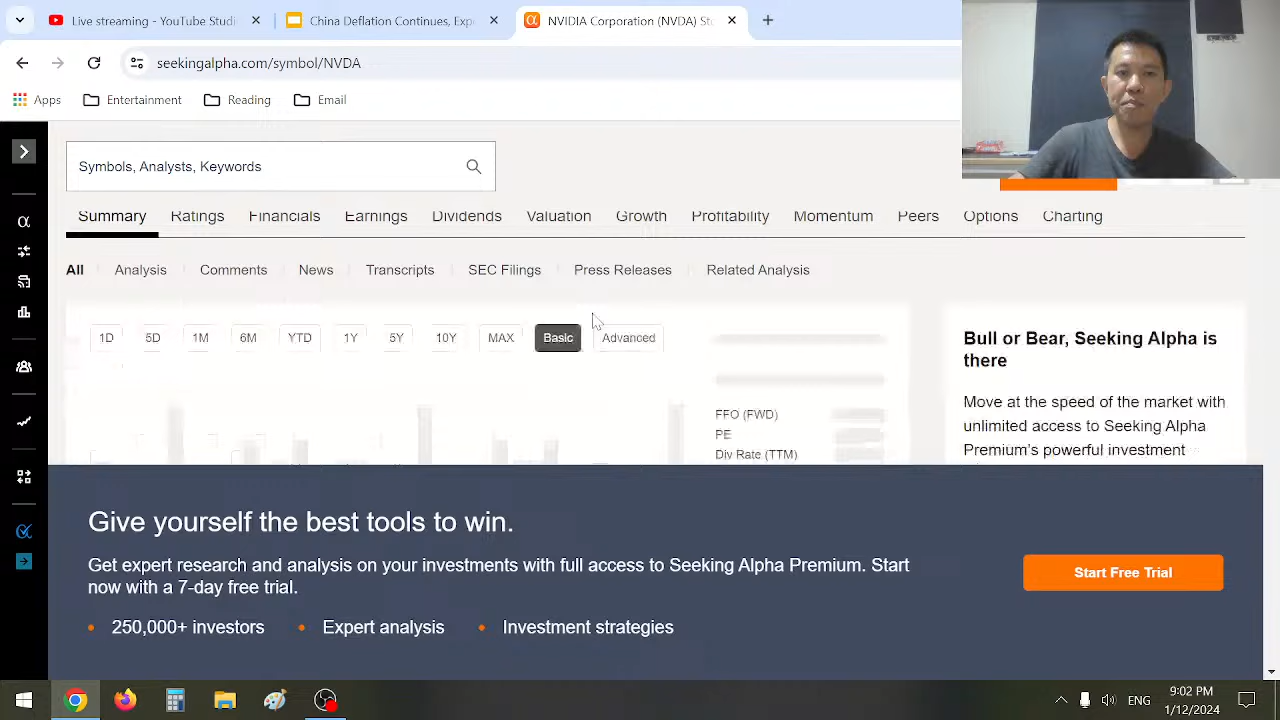 Live streaming - YouTube Studi
China Deflation Continues, Exp
NVIDIA Corporation (NVDA) St
seekingalpha.com/symbol/NVDA
Apps Entertainment Reading Email
Symbols, Analysts, Keywords
Summary Ratings Financials Earnings Dividends Valuation Growth Profitability Momentum Peers Options Charting
All Analysis Comments News Transcripts SEC Filings Press Releases Related Analysis
1D 5D 1M 6M YTD 1Y 5Y 10Y MAX Basic Advanced
FFO (FWD)
PE
Div Rate (TTM)
Bull or Bear, Seeking Alpha is
there
Move at the speed of the market with
unlimited access to Seeking Alpha
Premium's powerful investment
Give yourself the best tools to win.
Get expert research and analysis on your investments with full access to Seeking Alpha Premium. Start
now with a 7-day free trial.
250,000+ investors Expert analysis Investment strategies
Start Free Trial
ENG
9:02 PM
1/12/2024